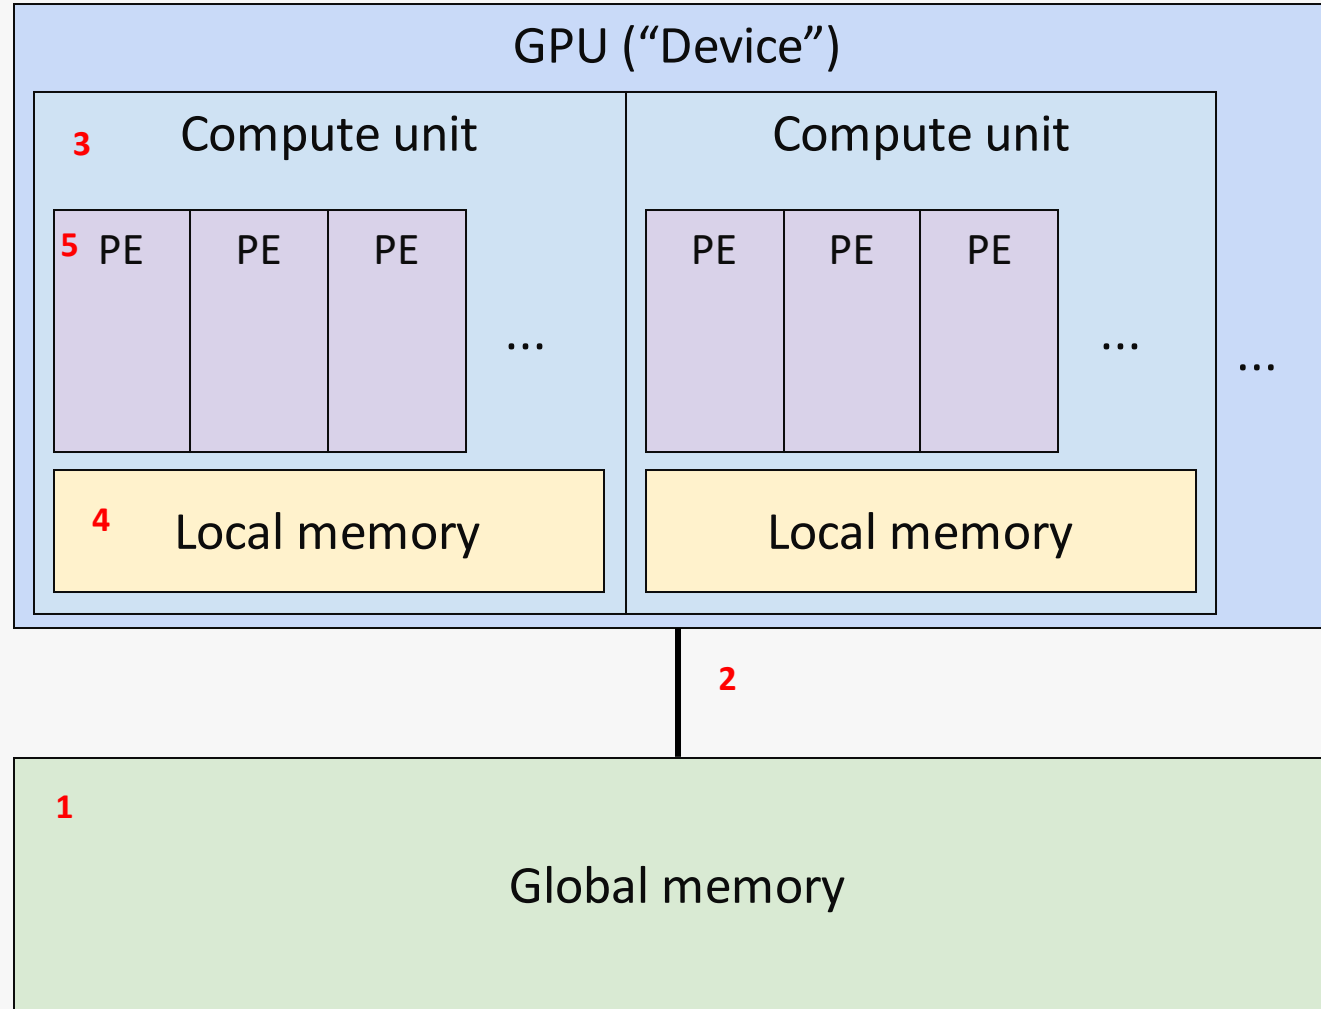 GPU (“Device”)
3 Compute unit
Compute unit
5 PE PE PE
...
PE PE PE
...
...
4 Local memory
Local memory
2
1
Global memory